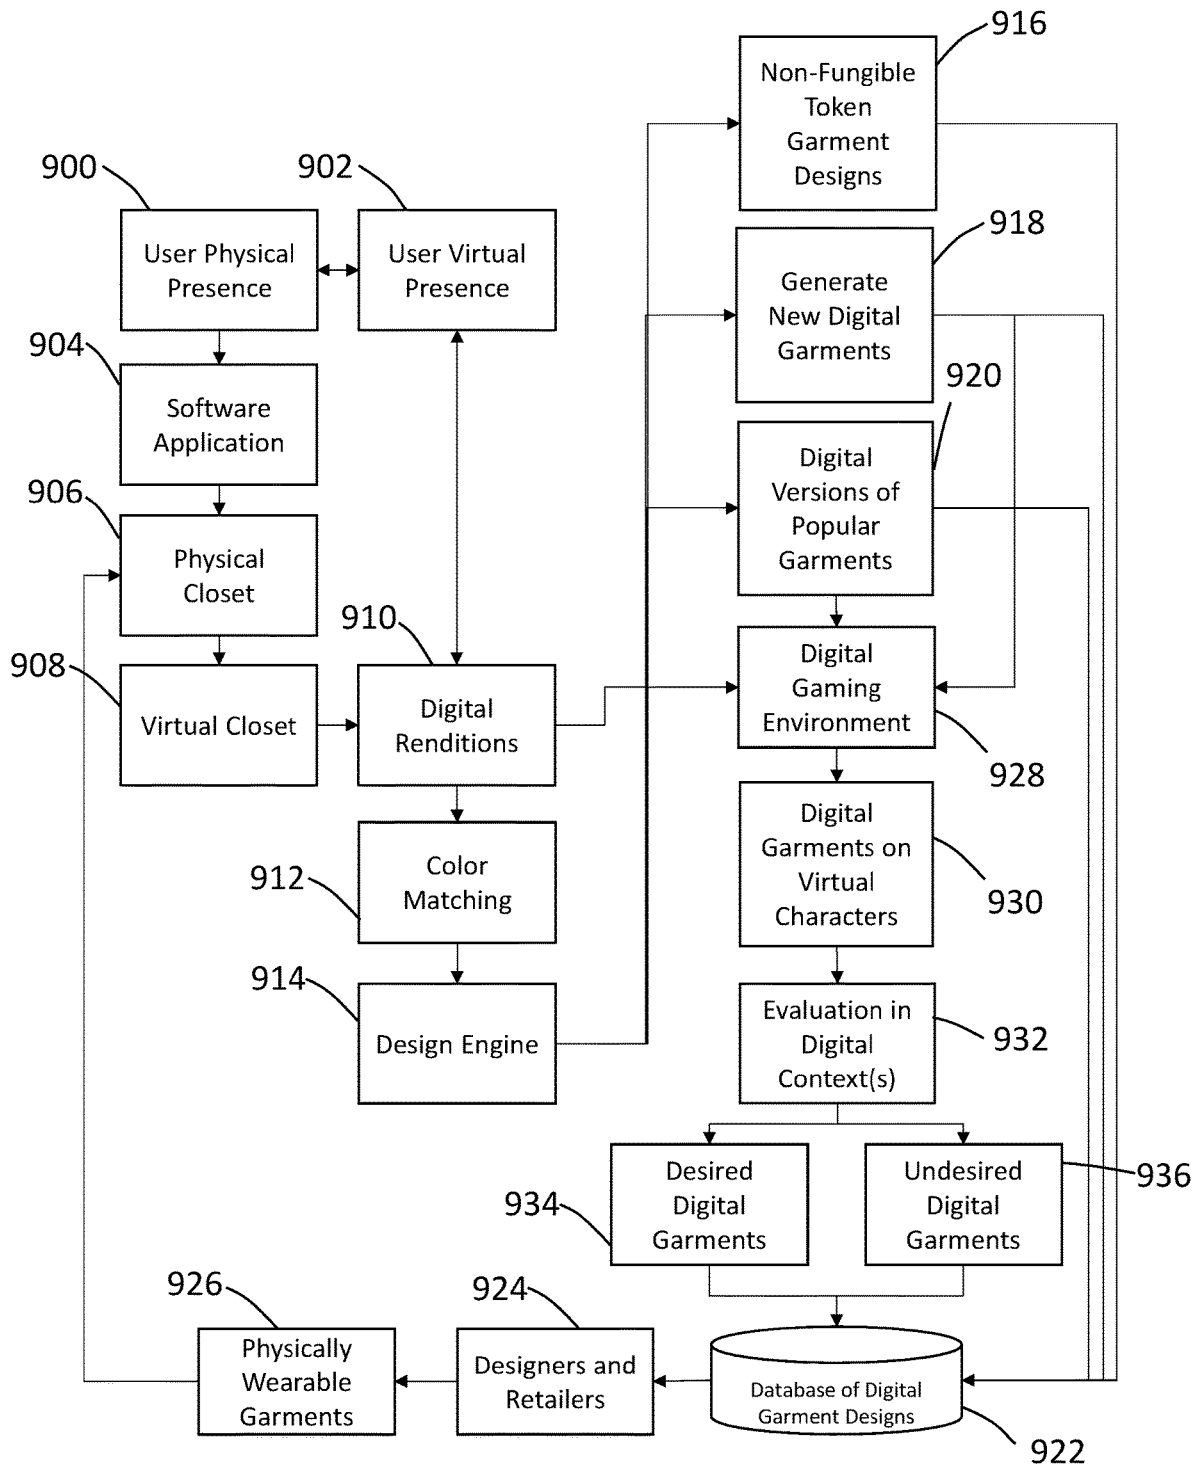 916
Non-Fungible
Token
Garment
Designs
900
902
User Physical
Presence
User Virtual
Presence
918
Generate
New Digital
Garments
904
Software
Application
920
Digital
Versions of
Popular
Garments
906
Physical
Closet
908
Virtual Closet
910
Digital
Renditions
Digital
Gaming
Environment
928
912
Color
Matching
Digital
Garments on
Virtual
Characters
930
914
Design Engine
Evaluation in
Digital
Context(s)
932
934
Desired
Digital
Garments
Undesired
Digital
Garments
936
926
Physically
Wearable
Garments
924
Designers and
Retailers
Database of Digital
Garment Designs
922